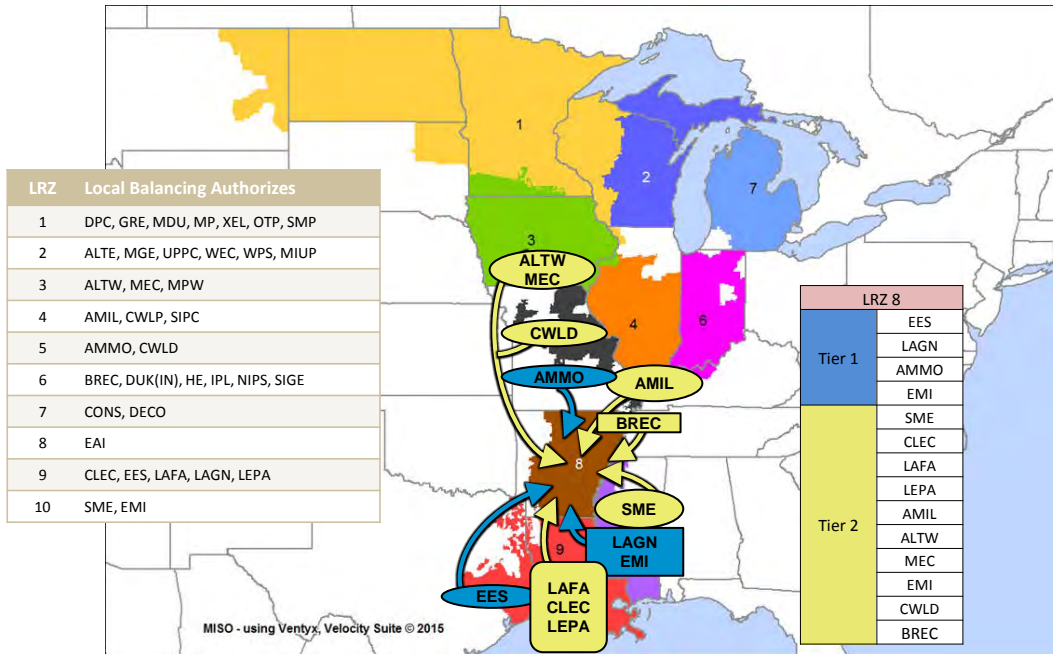 LRZ Local Balancing Authorizes
1 DPC, GRE, MDU, MP, XEL, OTP, SMP
2 ALTE, MGE, UPPC, WEC, WPS, MIUP
3 ALTW, MEC, MPW
4 AMIL, CWLP, SIPC
5 AMMO, CWLD
6 BREC, DUK(IN), HE, IPL, NIPS, SIGE
7 CONS, DECO
8 EAI
9 CLEC, EES, LAFA, LAGN, LEPA
10 SME, EMI
1
2
7
3
ALTW
MEC
4
6
CWLD
AMMO
AMIL
BREC
8
SME
9
LAGN
EMI
EES
LAFA
CLEC
LEPA
MISO - using Ventyx, Velocity Suite © 2015
LRZ 8
Tier 1
EES
LAGN
AMMO
EMI
Tier 2
SME
CLEC
LAFA
LEPA
AMIL
ALTW
MEC
EMI
CWLD
BREC